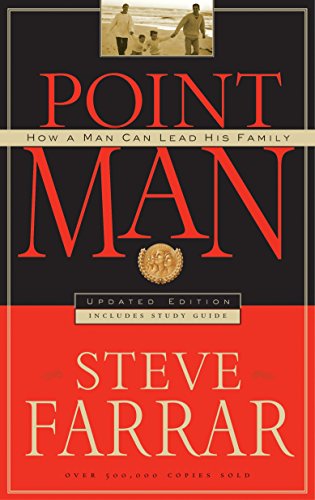 POINT
HOW A MAN CAN LEAD HIS FAMILY
MAN
UPDATED EDITION
INCLUDES STUDY GUIDE
STEVE
FARRAR
OVER 500,000 COPIES SOLD